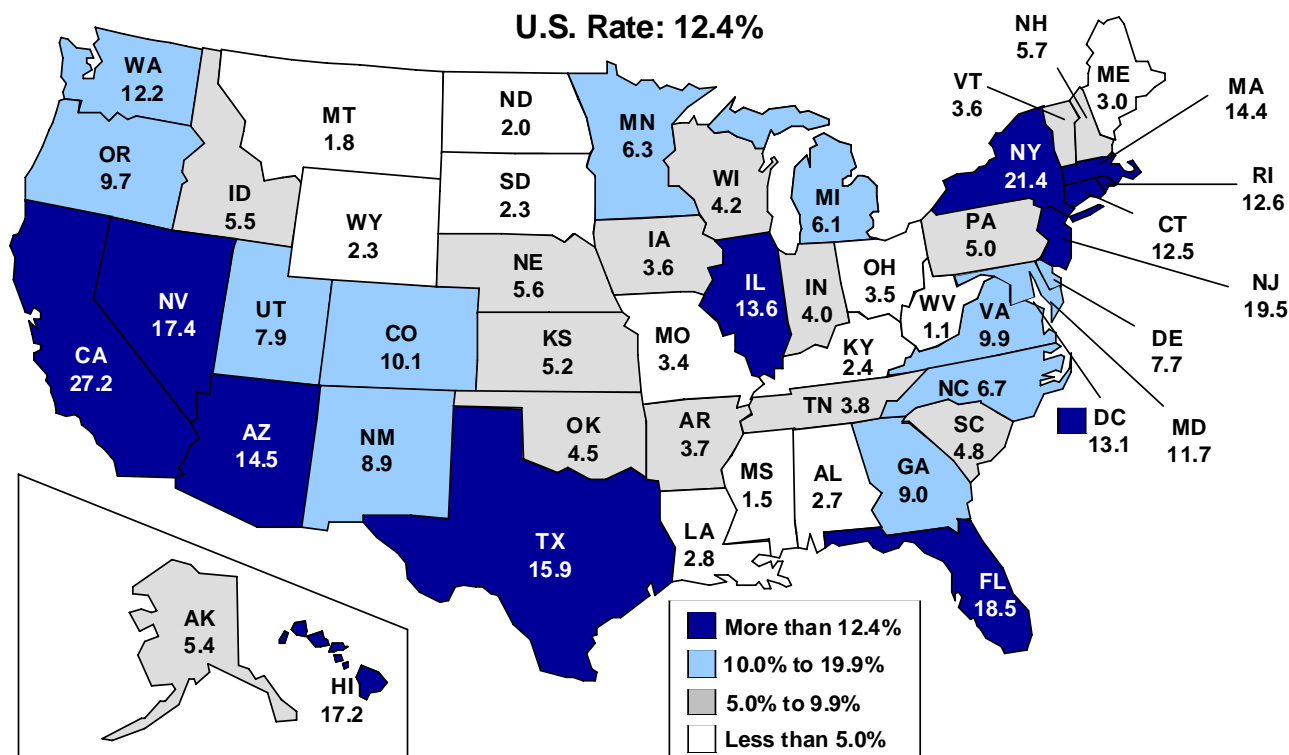 U.S. Rate: 12.4%
NH
5.7
VT
3.6
ME
3.0
MA
14.4
WA
12.2
MT
1.8
ND
2.0
MN
6.3
OR
9.7
ID
5.5
SD
2.3
WI
4.2
MI
6.1
NY
21.4
RI
12.6
WY
2.3
IA
3.6
PA
5.0
CT
12.5
NE
5.6
IL
13.6
IN
4.0
OH
3.5
NJ
19.5
NV
17.4
UT
7.9
CO
10.1
WV
1.1
VA
9.9
DE
7.7
CA
27.2
KS
5.2
MO
3.4
KY
2.4
NC 6.7
TN 3.8
DC
13.1
MD
11.7
AZ
14.5
NM
8.9
OK
4.5
AR
3.7
SC
4.8
MS
1.5
AL
2.7
GA
9.0
TX
15.9
LA
2.8
FL
18.5
AK
5.4
HI
17.2
More than 12.4%
10.0% to 19.9%
5.0% to 9.9%
Less than 5.0%